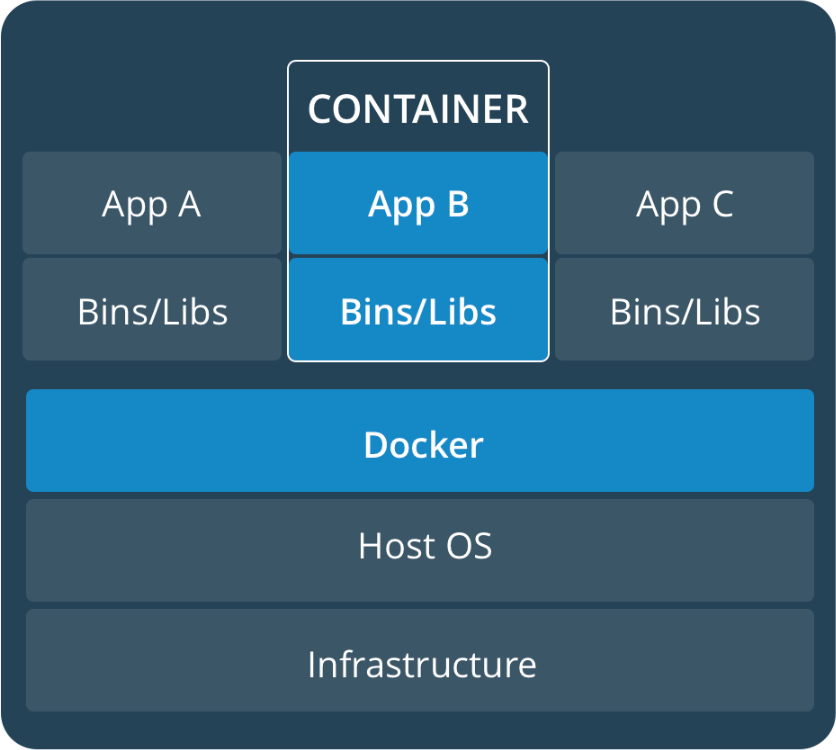 CONTAINER
App A
App B
App C
Bins/Libs
Bins/Libs
Bins/Libs
Docker
Host OS
Infrastructure